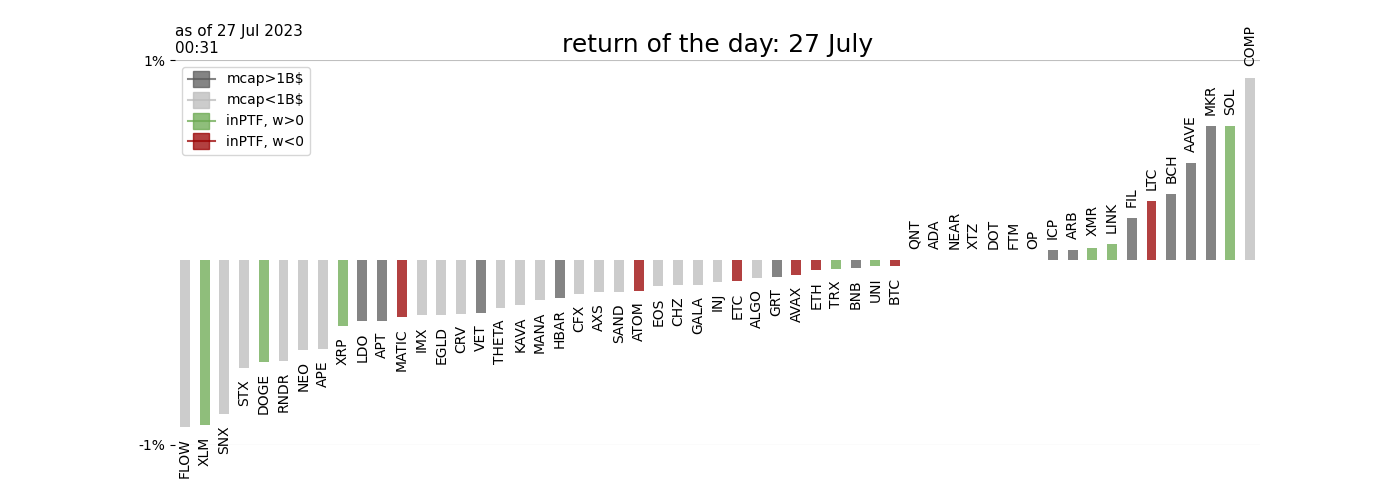 as of 27 Jul 2023
00:31
return of the day: 27 July
1%
-1%
mcap>1B$
mcap<1B$
inPTF, w>0
inPTF, w<0
FLOW
XLM
SNX
STX
DOGE
RNDR
NEO
APE
XRP
LDO
APT
MATIC
IMX
EGLD
CRV
VET
THETA
KAVA
MANA
HBAR
CFX
AXS
SAND
ATOM
EOS
CHZ
GALA
INJ
ETC
ALGO
GRT
AVAX
ETH
TRX
BNB
UNI
BTC
QNT
ADA
NEAR
XTZ
DOT
FTM
OP
ICP
ARB
XMR
LINK
FIL
LTC
BCH
AAVE
MKR
SOL
COMP